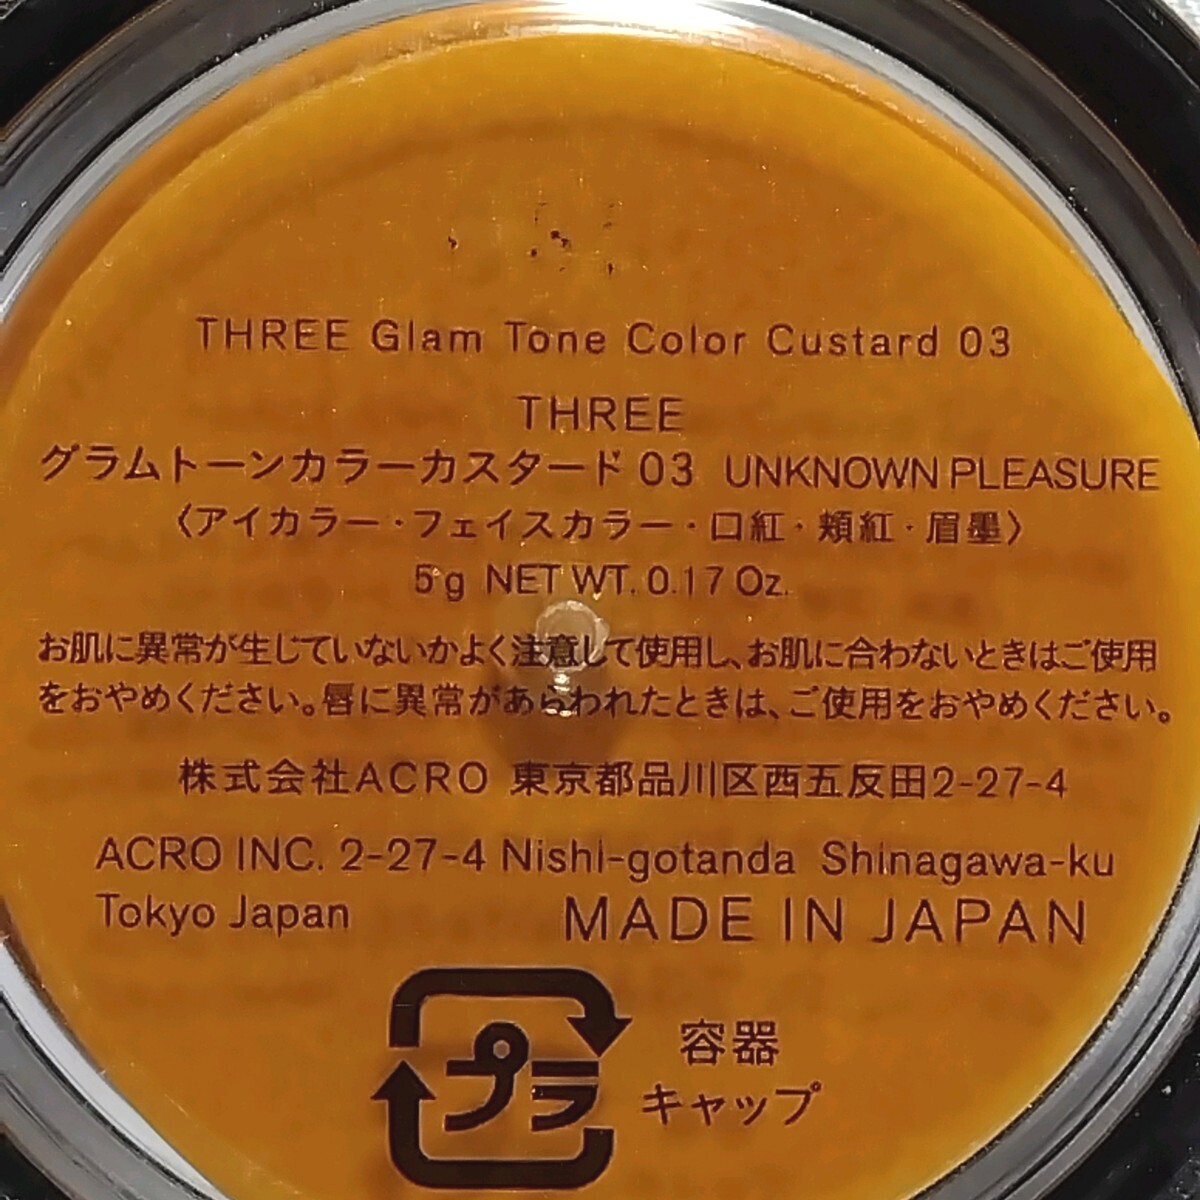 THREE Glam Tone Color Custard 03
THREE
グラムトーンカラーカスタード 03 UNKNOWN PLEASURE
〈アイカラー・フェイスカラー・口紅・頬紅・眉墨〉
5g NET WT. 0.17 Oz.
お肌に異常が生じていないかよく注意して使用し、お肌に合わないときはご使用
をおやめください。唇に異常があらわれたときは、ご使用をおやめください。
株式会社ACRO 東京都品川区西五反田2-27-4
ACRO INC. 2-27-4 Nishi-gotanda Shinagawa-ku
Tokyo Japan MADE IN JAPAN
プラ 容器
キャップ